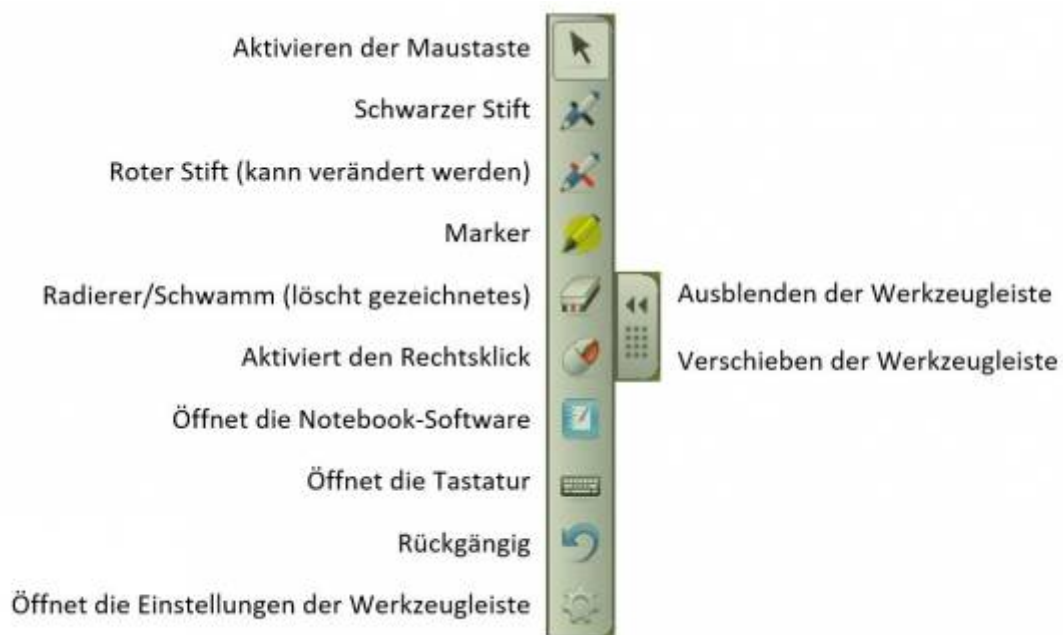 Aktivieren der Maustaste
Schwarzer Stift
Roter Stift (kann verändert werden)
Marker
Radierer/Schwamm (löscht gezeichnetes)
Ausblenden der Werkzeugleiste
Aktiviert den Rechtsklick
Verschieben der Werkzeugleiste
Öffnet die Notebook-Software
Öffnet die Tastatur
Rückgängig
Öffnet die Einstellungen der Werkzeugleiste